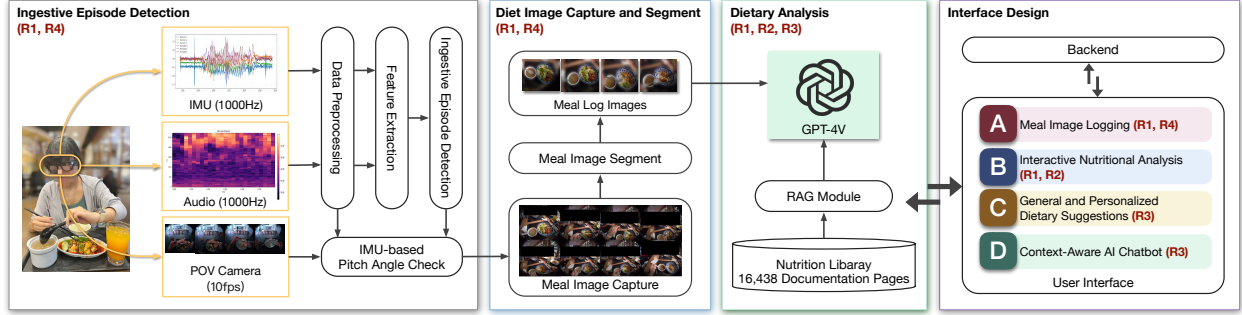 Ingestive Episode Detection
(R1, R4)
IMU (1000Hz)
Audio (1000Hz)
POV Camera
(10fps)
Data Preprocessing
Feature Extraction
Ingestive Episode Detection
IMU-based
Pitch Angle Check
Diet Image Capture and Segment
(R1, R4)
Meal Log Images
Meal Image Segment
Meal Image Capture
Dietary Analysis
(R1, R2, R3)
GPT-4V
RAG Module
Nutrition Libaray
16,438 Documentation Pages
Interface Design
Backend
A
Meal Image Logging (R1, R4)
B
Interactive Nutritional Analysis
(R1, R2)
C
General and Personalized
Dietary Suggestions (R3)
D
Context-Aware AI Chatbot (R3)
User Interface